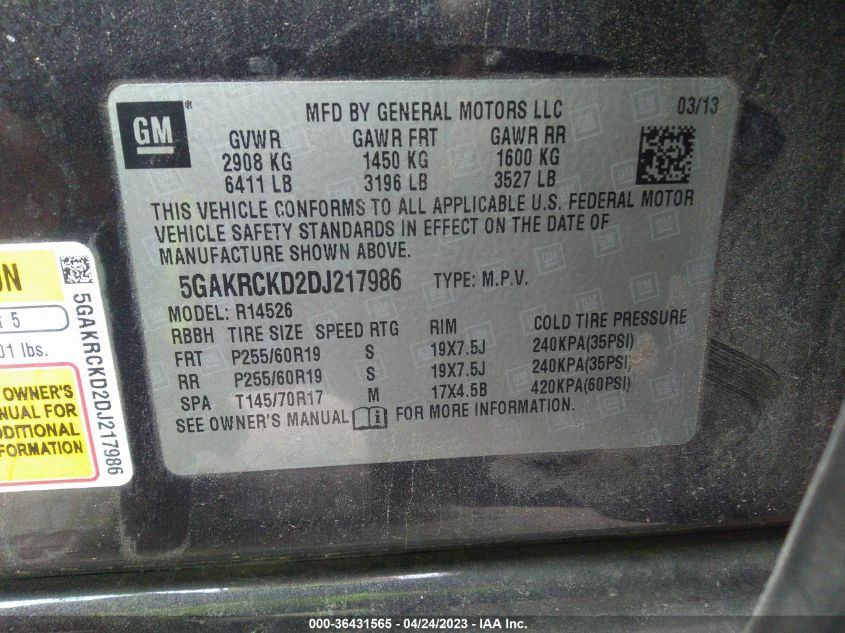 GM
MFD BY GENERAL MOTORS LLC 03/13
GVWR GAWR FRT GAWR RR
2908 KG 1450 KG 1600 KG
6411 LB 3196 LB 3527 LB
THIS VEHICLE CONFORMS TO ALL APPLICABLE U.S. FEDERAL MOTOR
VEHICLE SAFETY STANDARDS IN EFFECT ON THE DATE OF
MANUFACTURE SHOWN ABOVE.
5GAKRCKD2DJ217986 TYPE: M.P.V.
MODEL: R14526
RBBH TIRE SIZE SPEED RTG RIM COLD TIRE PRESSURE
FRT P255/60R19 S 19X7.5J 240KPA(35PSI)
RR P255/60R19 S 19X7.5J 240KPA(35PSI)
SPA T145/70R17 M 17X4.5B 420KPA(60PSI)
SEE OWNER'S MANUAL FOR MORE INFORMATION.
ON
5
01 lbs.
OWNER'S
NUAL FOR
DDITIONAL
FORMATION
5GAKRCKD2DJ217986
000-36431565 - 04/24/2023 - IAA Inc.